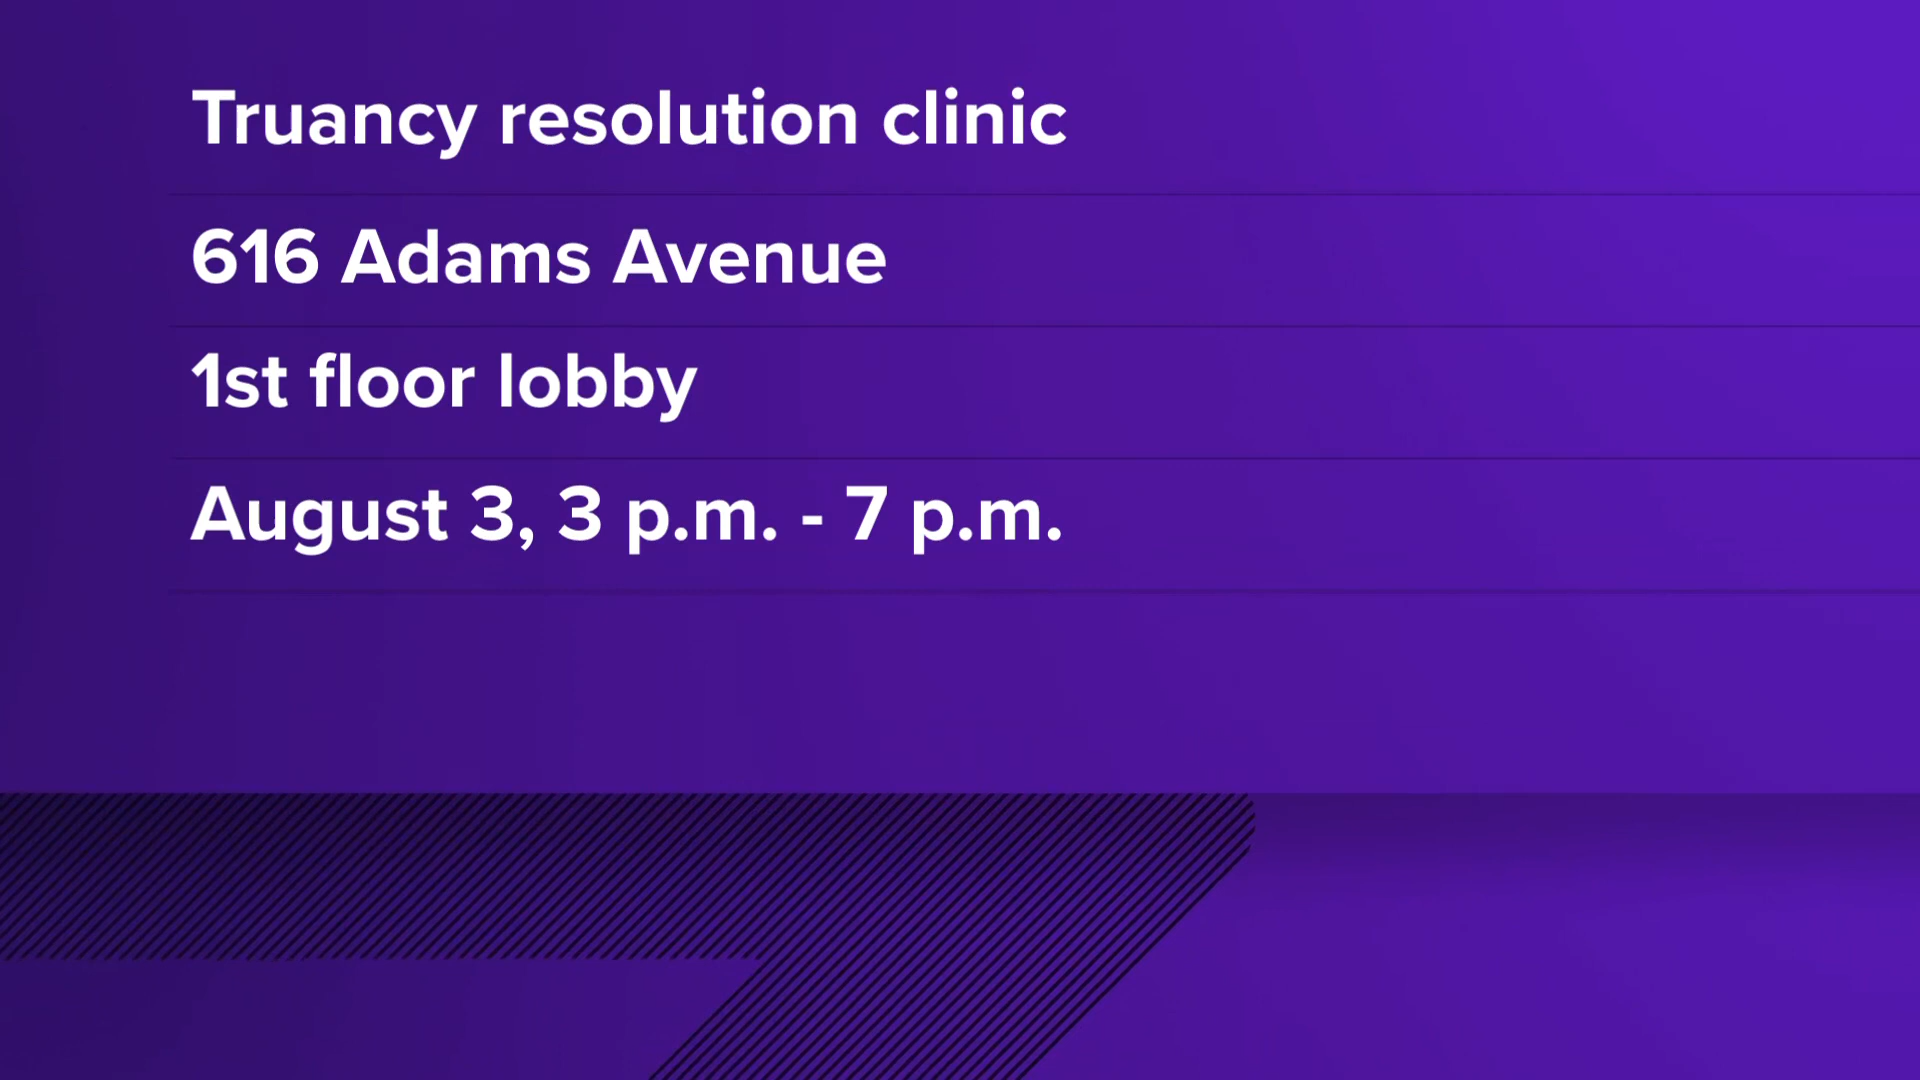 Truancy resolution clinic
616 Adams Avenue
1st floor lobby
August 3, 3 p.m. - 7 p.m.